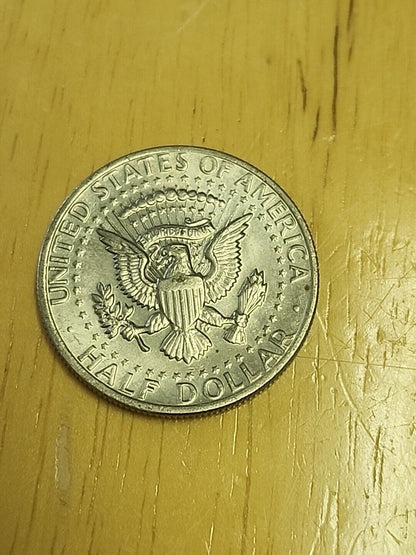 UNITED STATES OF AMERICA
HALF DOLLAR